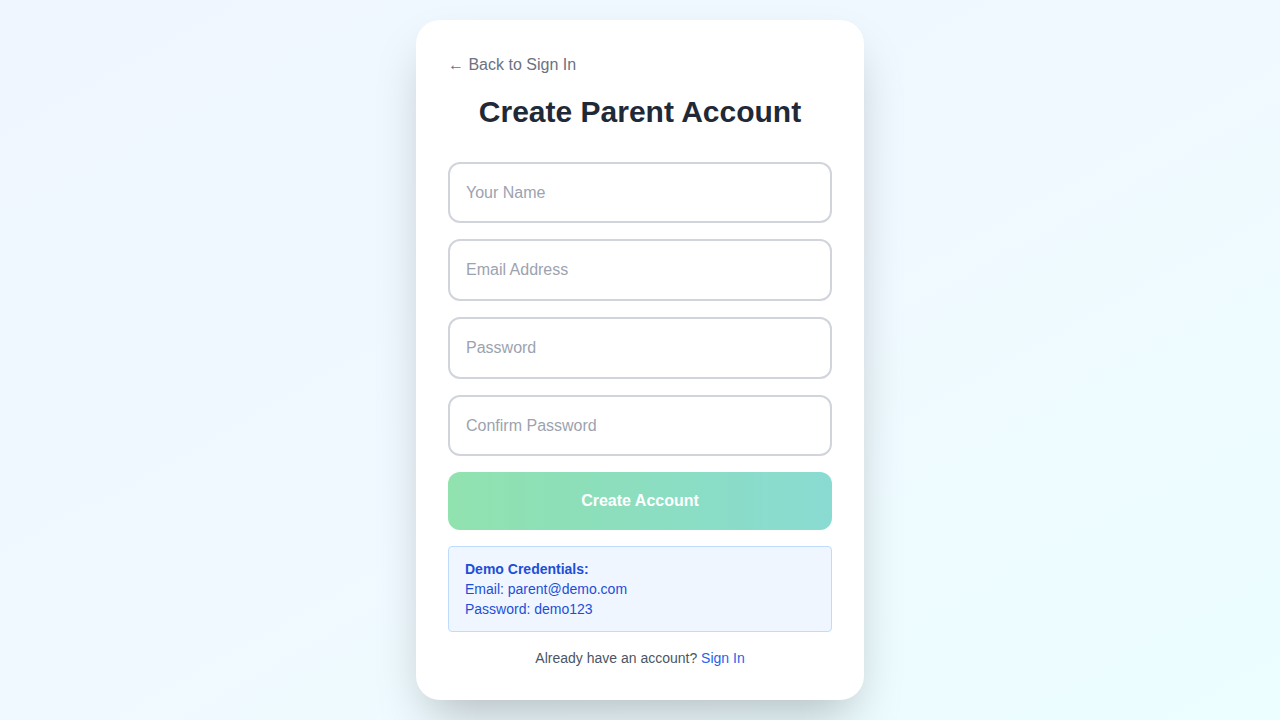 ← Back to Sign In
Create Parent Account
Your Name
Email Address
Password
Confirm Password
Create Account
Demo Credentials:
Email: parent@demo.com
Password: demo123
Already have an account? Sign In